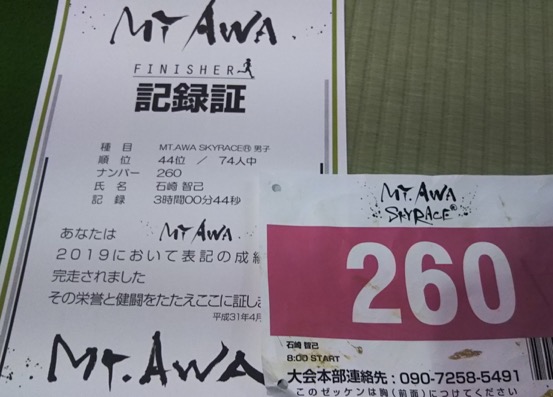 MT AWA
FINISHER
記録証
種目 MT.AWA SKYRACE® 男子
順位 44位 / 74人中
ナンバー 260
氏名 石崎 智己
記録 3時間00分44秒
あなたは MT AWA
2019において表記の成績
完走されました
その栄誉と健闘をたたえここに証し
平成31年4月
MT.AWA
MT.AWA
SKYRACE®
260
石崎 智己
8:00 START
大会本部連絡先：090-7258-5491
このゼッケンは胸(前面)につけてください